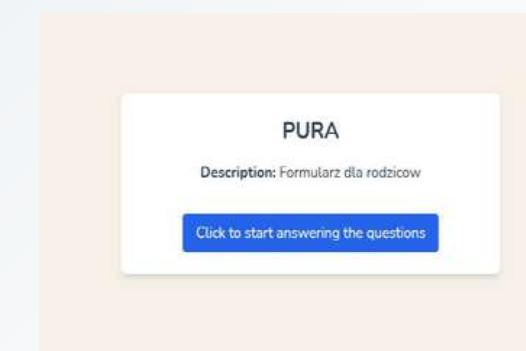 PURA
Description: Formularz dla rodzicow
Click to start answering the questions